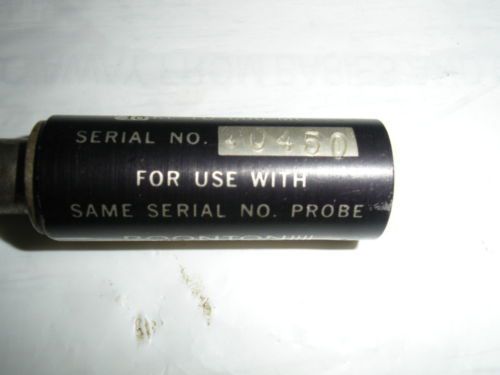 SERIAL NO. 40450
FOR USE WITH
SAME SERIAL NO. PROBE
BOONTON